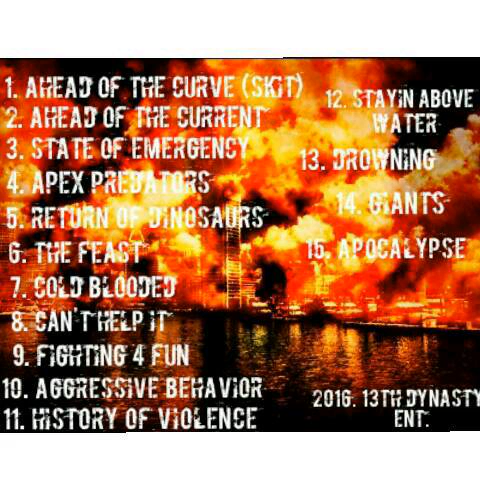 1. AHEAD OF THE CURVE (SKIT)
2. AHEAD OF THE CURRENT
3. STATE OF EMERGENCY
4. APEX PREDATORS
5. RETURN OF DINOSAURS
6. THE FEAST
7. COLD BLOODED
8. CAN'T HELP IT
9. FIGHTING 4 FUN
10. AGGRESSIVE BEHAVIOR
11. HISTORY OF VIOLENCE
12. STAYIN ABOVE
WATER
13. DROWNING
14. GIANTS
15. APOCALYPSE
2016. 13TH DYNASTY
ENT.